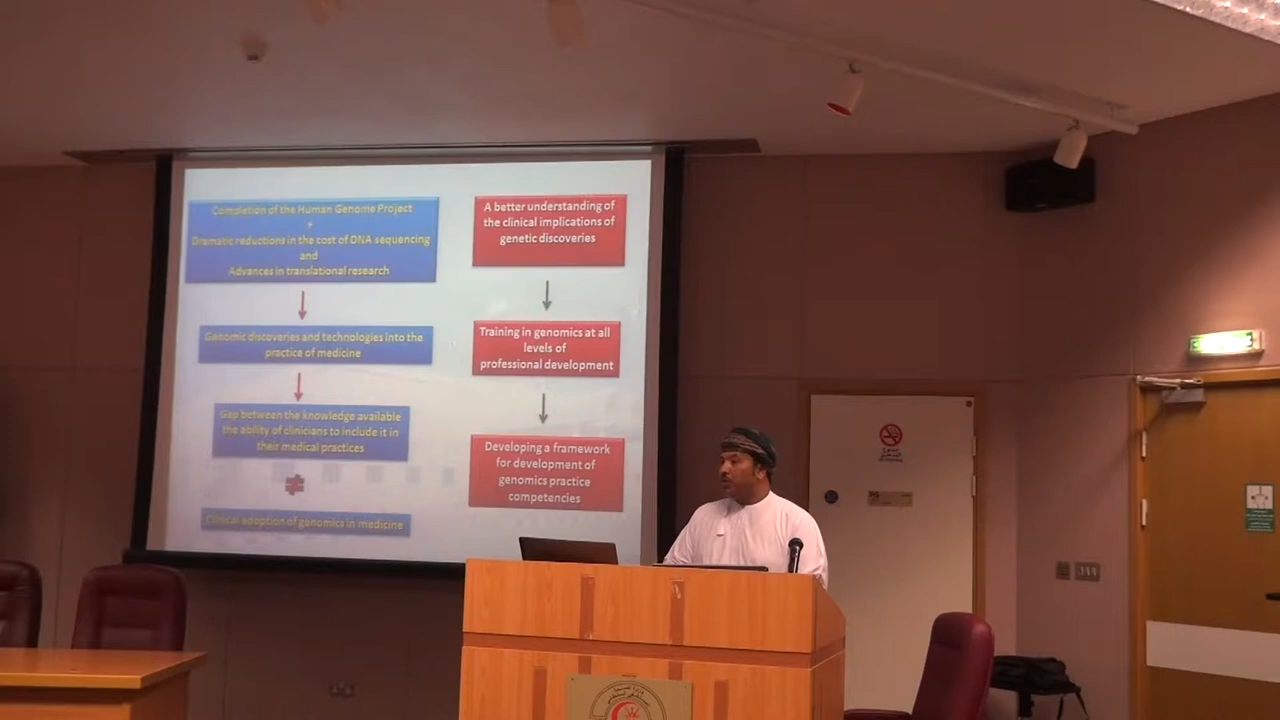 Completion of the Human Genome Project
+
Dramatic reductions in the cost of DNA sequencing
and
Advances in translational research
Genomic discoveries and technologies into the
practice of medicine
Gap between the knowledge available
the ability of clinicians to include it in
their medical practices
≠
Clinical adoption of genomics in medicine
A better understanding of
the clinical implications of
genetic discoveries
Training in genomics at all
levels of
professional development
Developing a framework
for development of
genomics practice
competencies